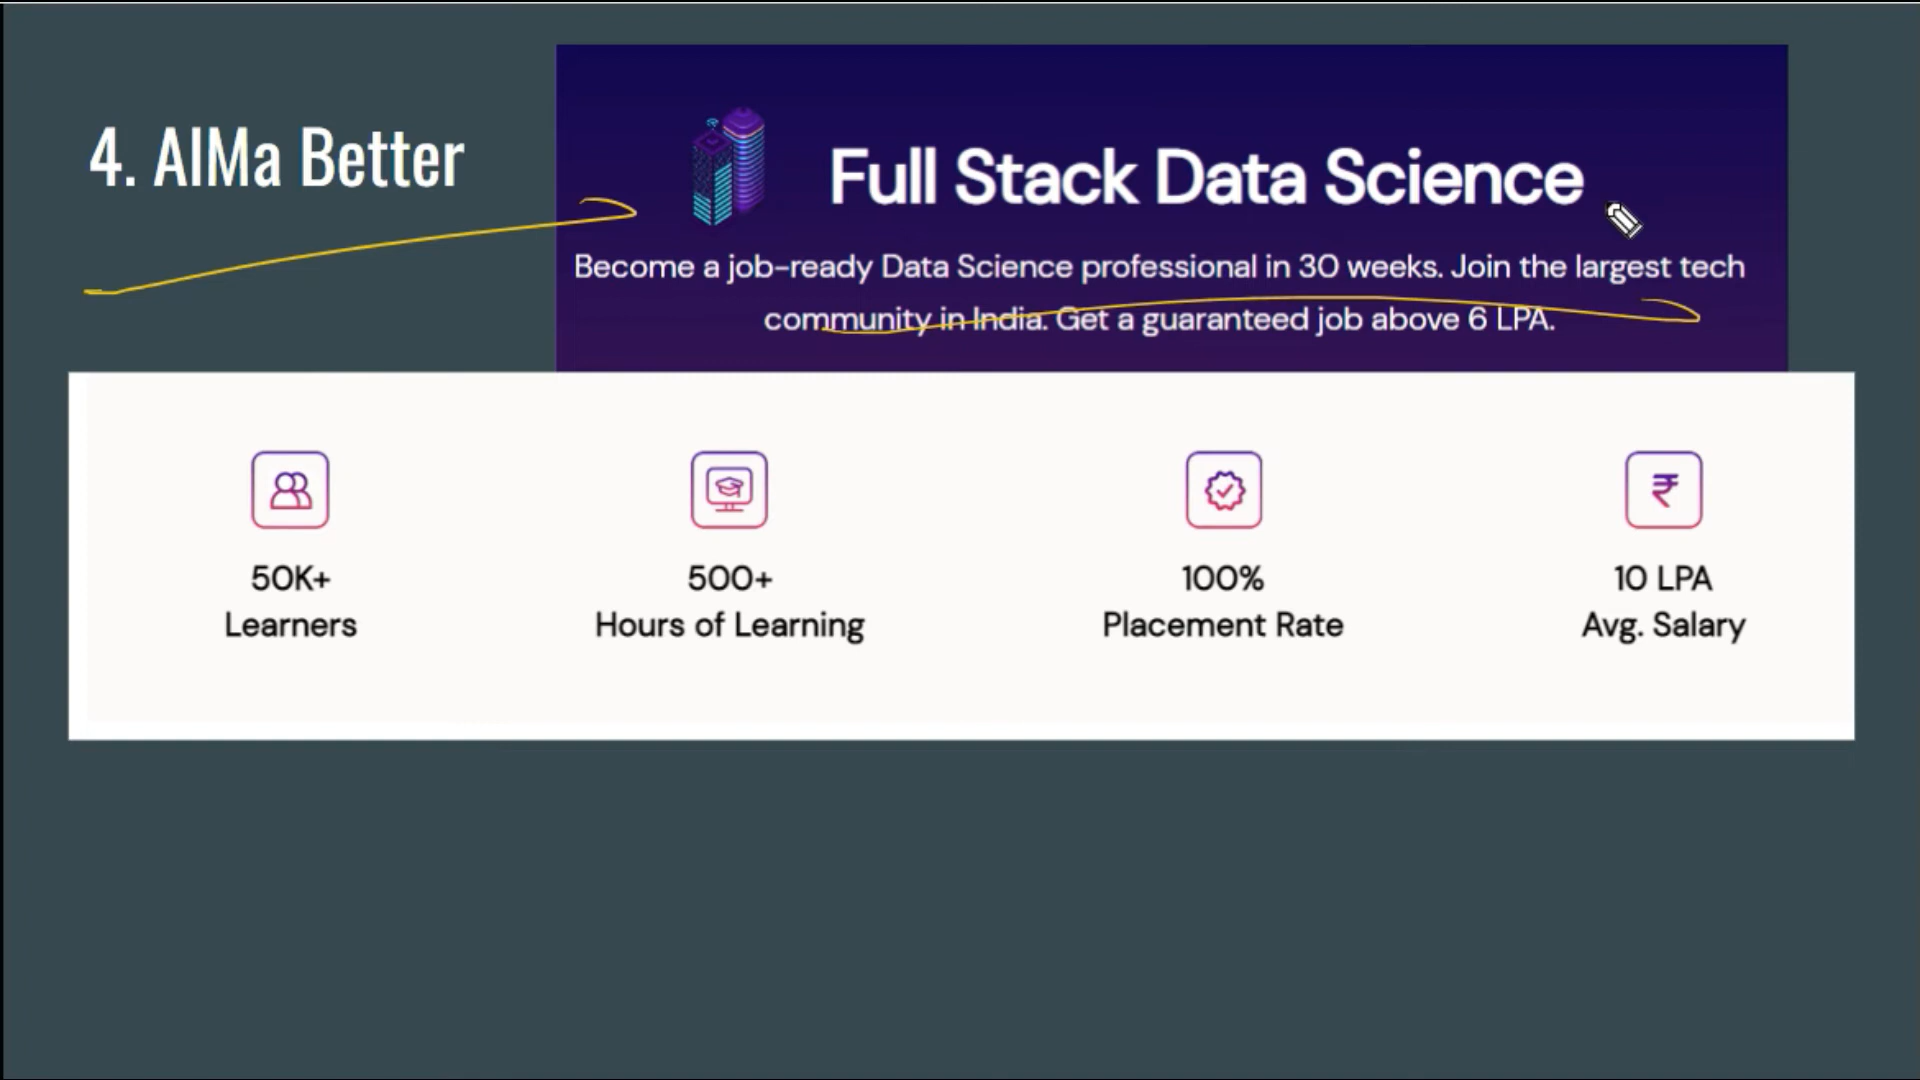 4. AlMa Better
Full Stack Data Science
Become a job-ready Data Science professional in 30 weeks. Join the largest tech
community in India. Get a guaranteed job above 6 LPA.
50K+
Learners
500+
Hours of Learning
100%
Placement Rate
₹
10 LPA
Avg. Salary